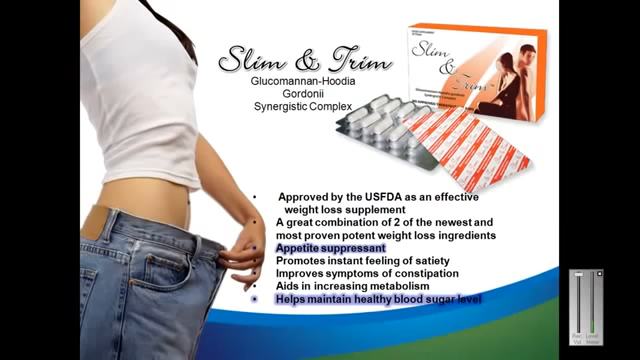 Slim & Trim
Glucomannan-Hoodia
Gordonii
Synergistic Complex
Slim
&
Trim
Approved by the USFDA as an effective
weight loss supplement
A great combination of 2 of the newest and
most proven potent weight loss ingredients
Appetite suppressant
Promotes instant feeling of satiety
Improves symptoms of constipation
Aids in increasing metabolism
Helps maintain healthy blood sugar level